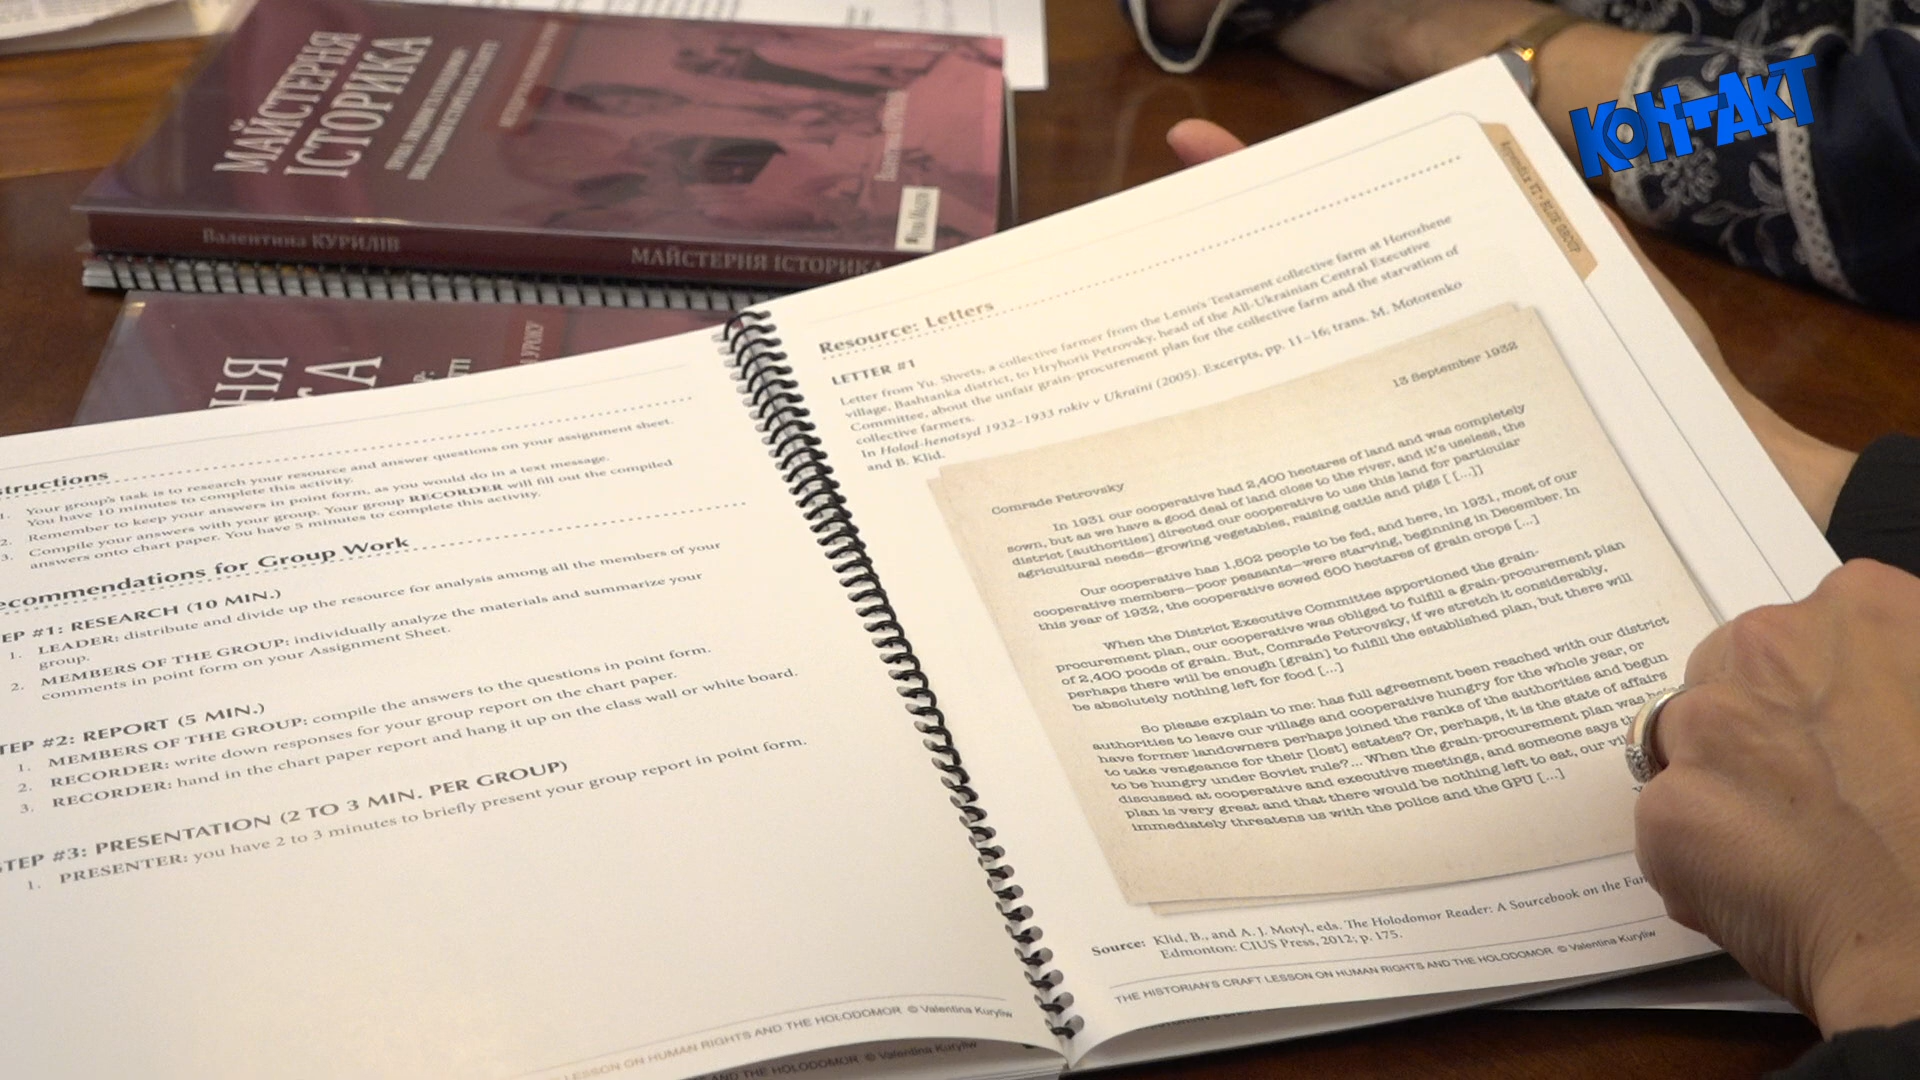 КОНТАКТ
МАЙСТЕРНЯ
ІСТОРИКА
Валентина КУРИЛІВ
МАЙСТЕРНЯ ІСТОРИКА
УРОКУ
structions
1. Your group's task is to research your resource and answer questions on your assignment sheet.
You have 10 minutes to complete this activity.
2. Remember to keep your answers in point form, as you would do in a text message.
3. Compile your answers with your group. Your group RECORDER will fill out the compiled
answers onto chart paper. You have 5 minutes to complete this activity.
ecommendations for Group Work
EP #1: RESEARCH (10 MIN.)
1. LEADER: distribute and divide up the resource for analysis among all the members of your
group.
2. MEMBERS OF THE GROUP: individually analyze the materials and summarize your
comments in point form on your Assignment Sheet.
TEP #2: REPORT (5 MIN.)
1. MEMBERS OF THE GROUP: compile the answers to the questions in point form.
2. RECORDER: write down responses for your group report on the chart paper.
3. RECORDER: hand in the chart paper report and hang it up on the class wall or white board.
STEP #3: PRESENTATION (2 TO 3 MIN. PER GROUP)
1. PRESENTER: you have 2 to 3 minutes to briefly present your group report in point form.
LESSON ON HUMAN RIGHTS AND THE HOLODOMOR © Valentina Kuryliw
AND THE HOLODOMOR © Valentina Kuryliw
Resource: Letters
LETTER #1
Letter from Yu. Shvets, a collective farmer from the Lenin's Testament collective farm at Horozhene
village, Bashtanka district, to Hryhorii Petrovsky, head of the All-Ukrainian Central Executive
Committee, about the unfair grain-procurement plan for the collective farm and the starvation of
collective farmers.
In Holod-henotsyd 1932–1933 rokiv v Ukraini (2005). Excerpts, pp. 11–16; trans. M. Motorenko
and B. Klid.
13 September 1932
Comrade Petrovsky
In 1931 our cooperative had 2,400 hectares of land and was completely
sown, but as we have a good deal of land close to the river, and it's useless, the
district [authorities] directed our cooperative to use this land for particular
agricultural needs—growing vegetables, raising cattle and pigs [ [...]]
Our cooperative has 1,602 people to be fed, and here, in 1931, most of our
cooperative members—poor peasants—were starving, beginning in December. In
this year of 1932, the cooperative sowed 600 hectares of grain crops [...]
When the District Executive Committee apportioned the grain-
procurement plan, our cooperative was obliged to fulfill a grain-procurement plan
of 2,400 poods of grain. But, Comrade Petrovsky, if we stretch it considerably,
perhaps there will be enough [grain] to fulfill the established plan, but there will
be absolutely nothing left for food [...]
So please explain to me: has full agreement been reached with our district
authorities to leave our village and cooperative hungry for the whole year, or
have former landowners perhaps joined the ranks of the authorities and begun
to take vengeance for their [lost] estates? Or, perhaps, it is the state of affairs
to be hungry under Soviet rule?... When the grain-procurement plan was
discussed at cooperative and executive meetings, and someone says
plan is very great and that there would be nothing left to eat, our
immediately threatens us with the police and the GPU [...]
Source: Klid, B., and A. J. Motyl, eds. The Holodomor Reader: A Sourcebook on the
Edmonton: CIUS Press, 2012; p. 175.
THE HISTORIAN'S CRAFT LESSON ON HUMAN RIGHTS AND THE HOLODOMOR © Valentina Kuryliw